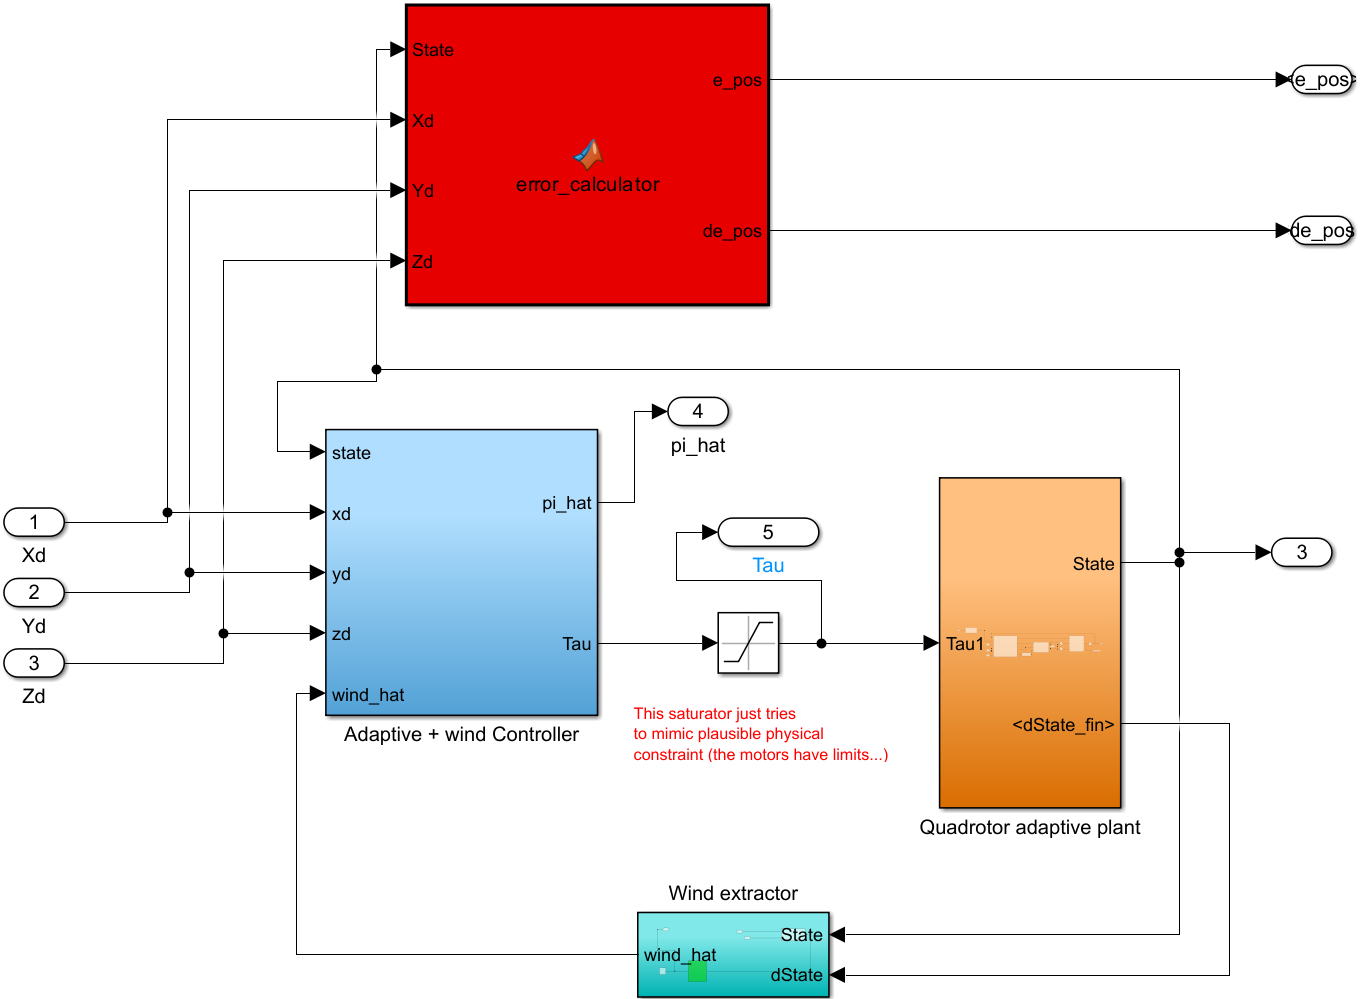 State
e_pos
<e_pos>
Xd
error_calculator
Yd
de_pos
de_pos
Zd
4
pi_hat
state
pi_hat
xd
1
Xd
5
Tau
3
State
yd
2
Yd
zd
Tau
Tau1
3
Zd
wind_hat
Adaptive + wind Controller
This saturator just tries
to mimic plausible physical
constraint (the motors have limits...)
<dState_fin>
Quadrotor adaptive plant
Wind extractor
State
wind_hat
dState